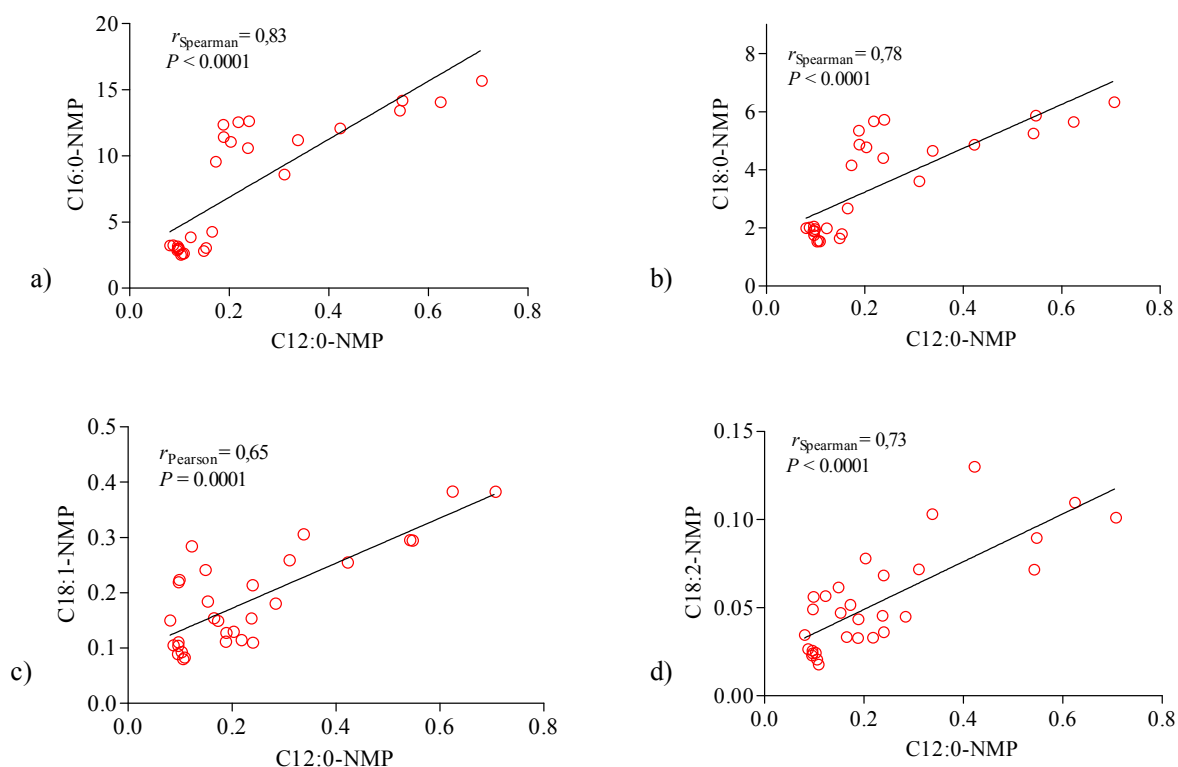 20
15
10
5
0
C16:0-NMP
rSpearman = 0,83
P < 0.0001
0.0 0.2 0.4 0.6 0.8
C12:0-NMP
a)
8
6
4
2
0
C18:0-NMP
rSpearman = 0,78
P < 0.0001
0.0 0.2 0.4 0.6 0.8
C12:0-NMP
b)
0.5
0.4
0.3
0.2
0.1
0.0
C18:1-NMP
rPearson = 0,65
P = 0.0001
0.0 0.2 0.4 0.6 0.8
C12:0-NMP
c)
0.15
0.10
0.05
0.00
C18:2-NMP
rSpearman = 0,73
P < 0.0001
0.0 0.2 0.4 0.6 0.8
C12:0-NMP
d)